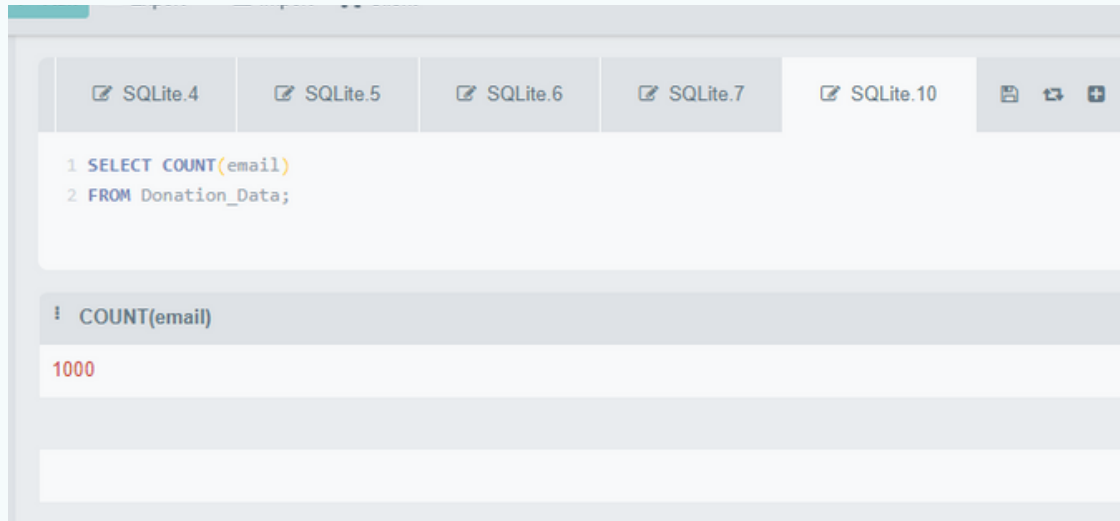 SQLite.4 SQLite.5 SQLite.6 SQLite.7 SQLite.10
1 SELECT COUNT(email)
2 FROM Donation_Data;
COUNT(email)
1000